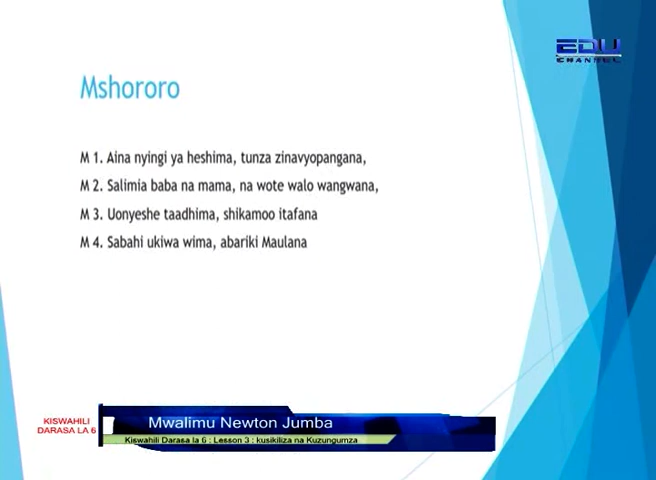 EDU
CHANNEL
Mshororo
M 1. Aina nyingi ya heshima, tunza zinavyopangana,
M 2. Salimia baba na mama, na wote walo wangwana,
M 3. Uonyeshe taadhima, shikamoo itafana
M 4. Sabahi ukiwa wima, abariki Maulana
KISWAHILI
DARASA LA 6
Mwalimu Newton Jumba
Kiswahili Darasa la 6 ; Lesson 3 : kusikiliza na Kuzungumza